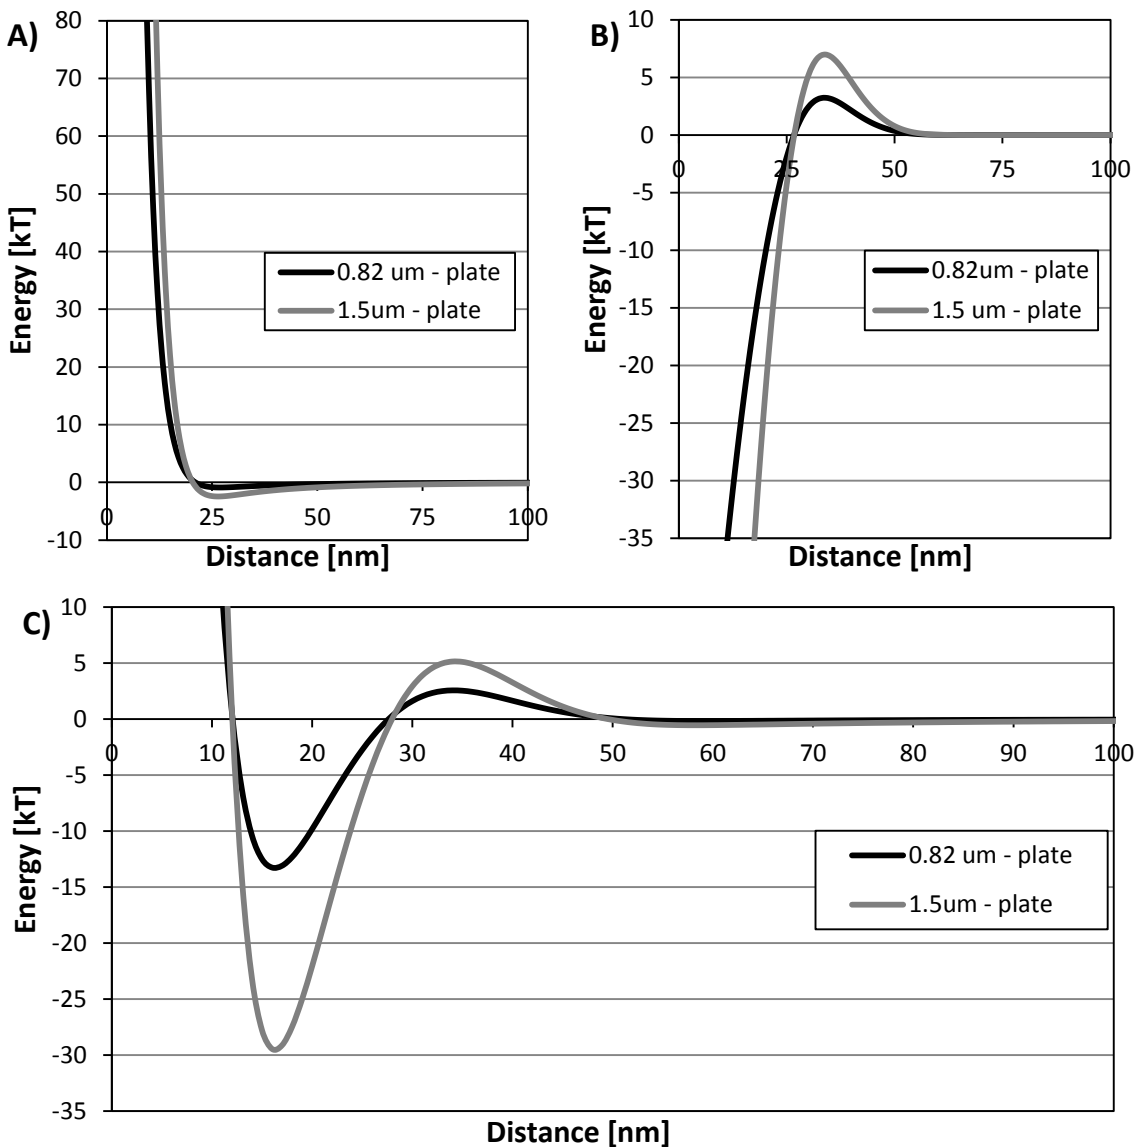 A)
80
70
60
50
40
30
20
10
0
-10
0 25 50 75 100
Energy [kT]
Distance [nm]
0.82 um - plate
1.5um - plate
B)
10
5
0
-5
-10
-15
-20
-25
-30
-35
0 25 50 75 100
Energy [kT]
Distance [nm]
0.82um - plate
1.5 um - plate
C)
10
5
0
-5
-10
-15
-20
-25
-30
-35
0 10 20 30 40 50 60 70 80 90 100
Energy [kT]
Distance [nm]
0.82 um - plate
1.5um - plate